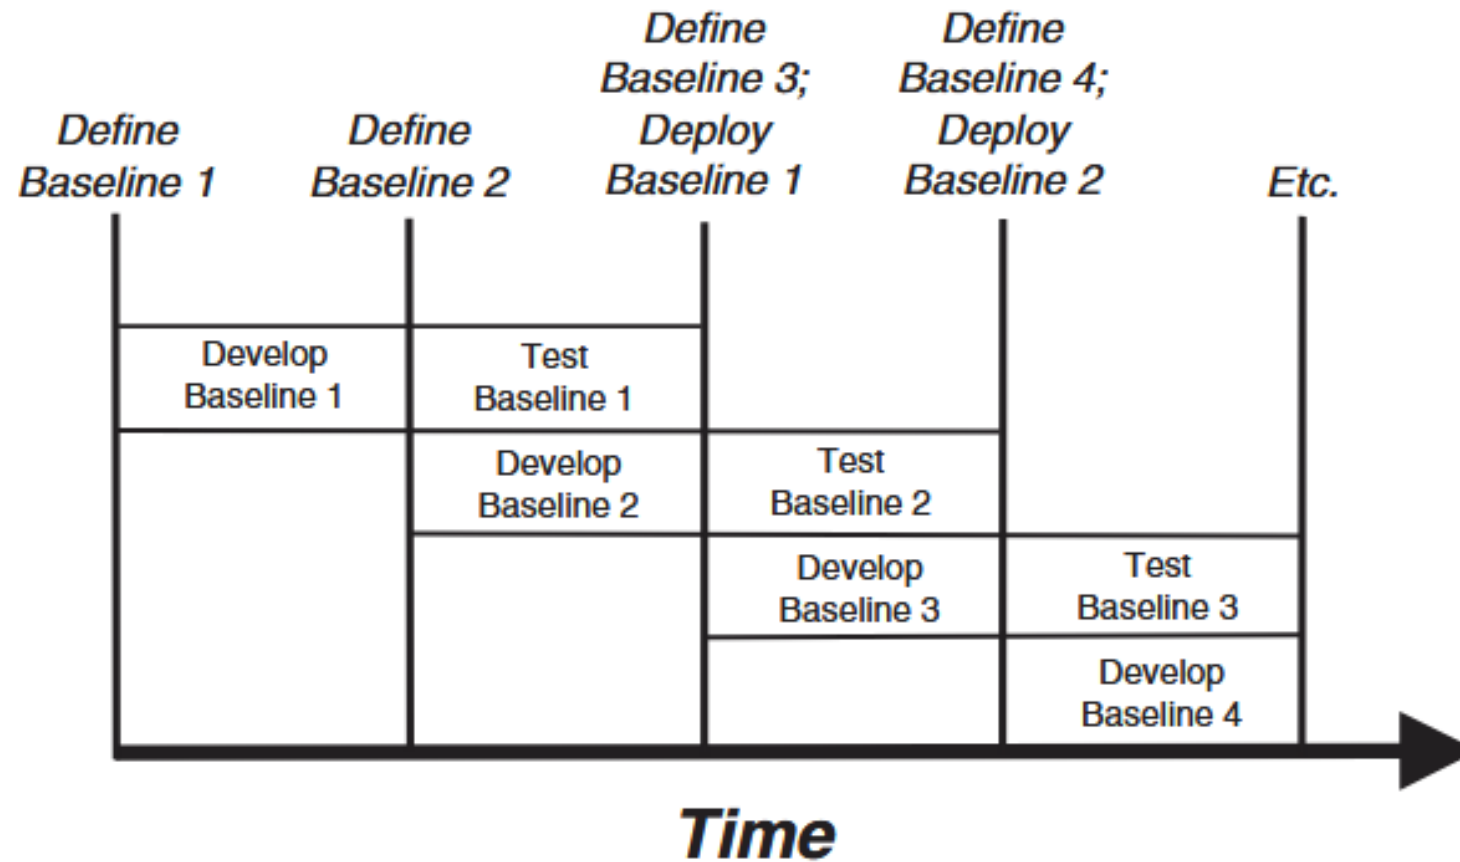 Define
Baseline 1
Define
Baseline 2
Define
Baseline 3;
Deploy
Baseline 1
Define
Baseline 4;
Deploy
Baseline 2
Etc.
Develop
Baseline 1
Test
Baseline 1
Develop
Baseline 2
Test
Baseline 2
Develop
Baseline 3
Test
Baseline 3
Develop
Baseline 4
Time